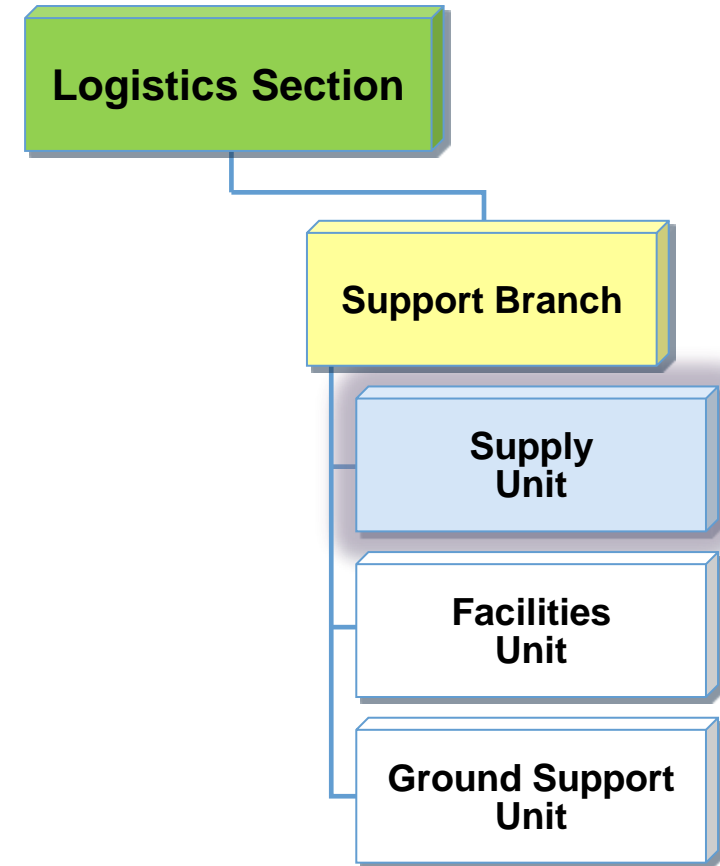 Logistics Section
Support Branch
Supply
Unit
Facilities
Unit
Ground Support
Unit